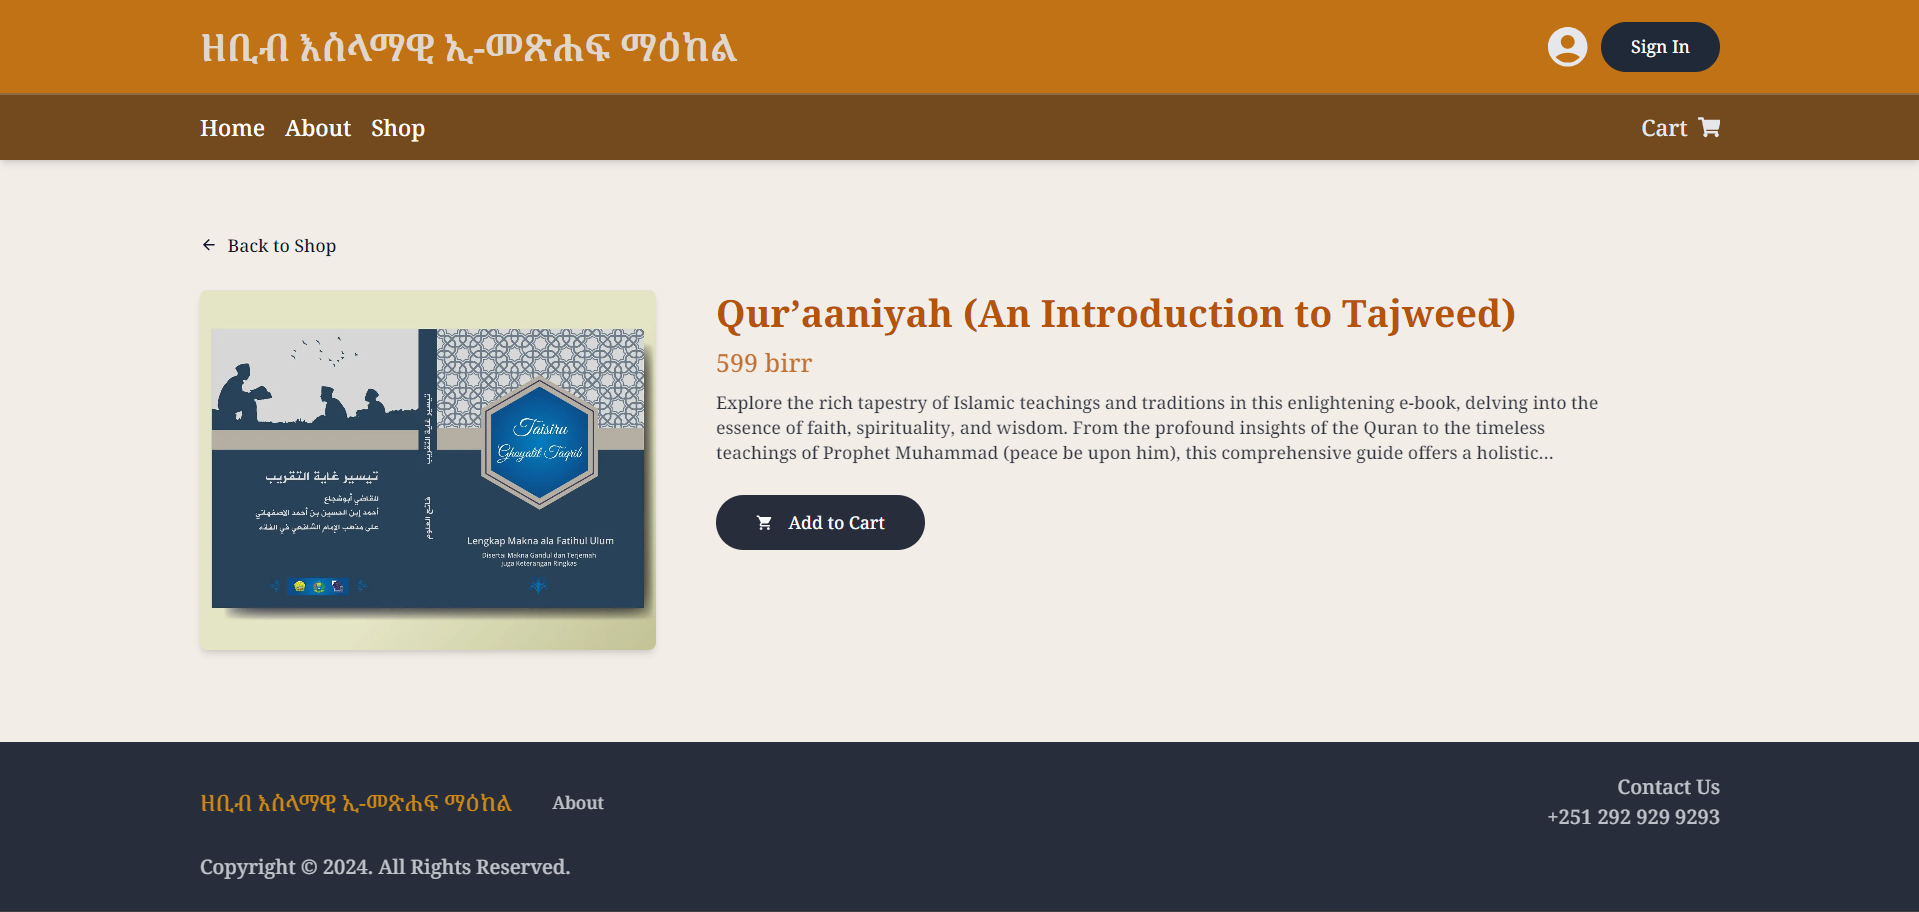 ዘቢብ እስላማዊ ኢ-መጽሐፍ ማዕከል
Sign In
Home About Shop
Cart
Back to Shop
Qur’aaniyah (An Introduction to Tajweed)
599 birr
Explore the rich tapestry of Islamic teachings and traditions in this enlightening e-book, delving into the
essence of faith, spirituality, and wisdom. From the profound insights of the Quran to the timeless
teachings of Prophet Muhammad (peace be upon him), this comprehensive guide offers a holistic...
Add to Cart
تيسير غاية التقريب
للقاضي أبوشجاع
أحمد إبن الحسين بن أحمد الاصفهاني
على مذهب الإمام الشافعي في الفقه
تيسير غاية التقريب
فاتح العلوم
Taisiru
Ghoyatit Taqrib
Lengkap Makna ala Fatihul Ulum
Disertai Makna Gandul dan Terjemah
juga Keterangan Ringkas
ዘቢብ እስላማዊ ኢ-መጽሐፍ ማዕከል
About
Contact Us
+251 292 929 9293
Copyright © 2024. All Rights Reserved.